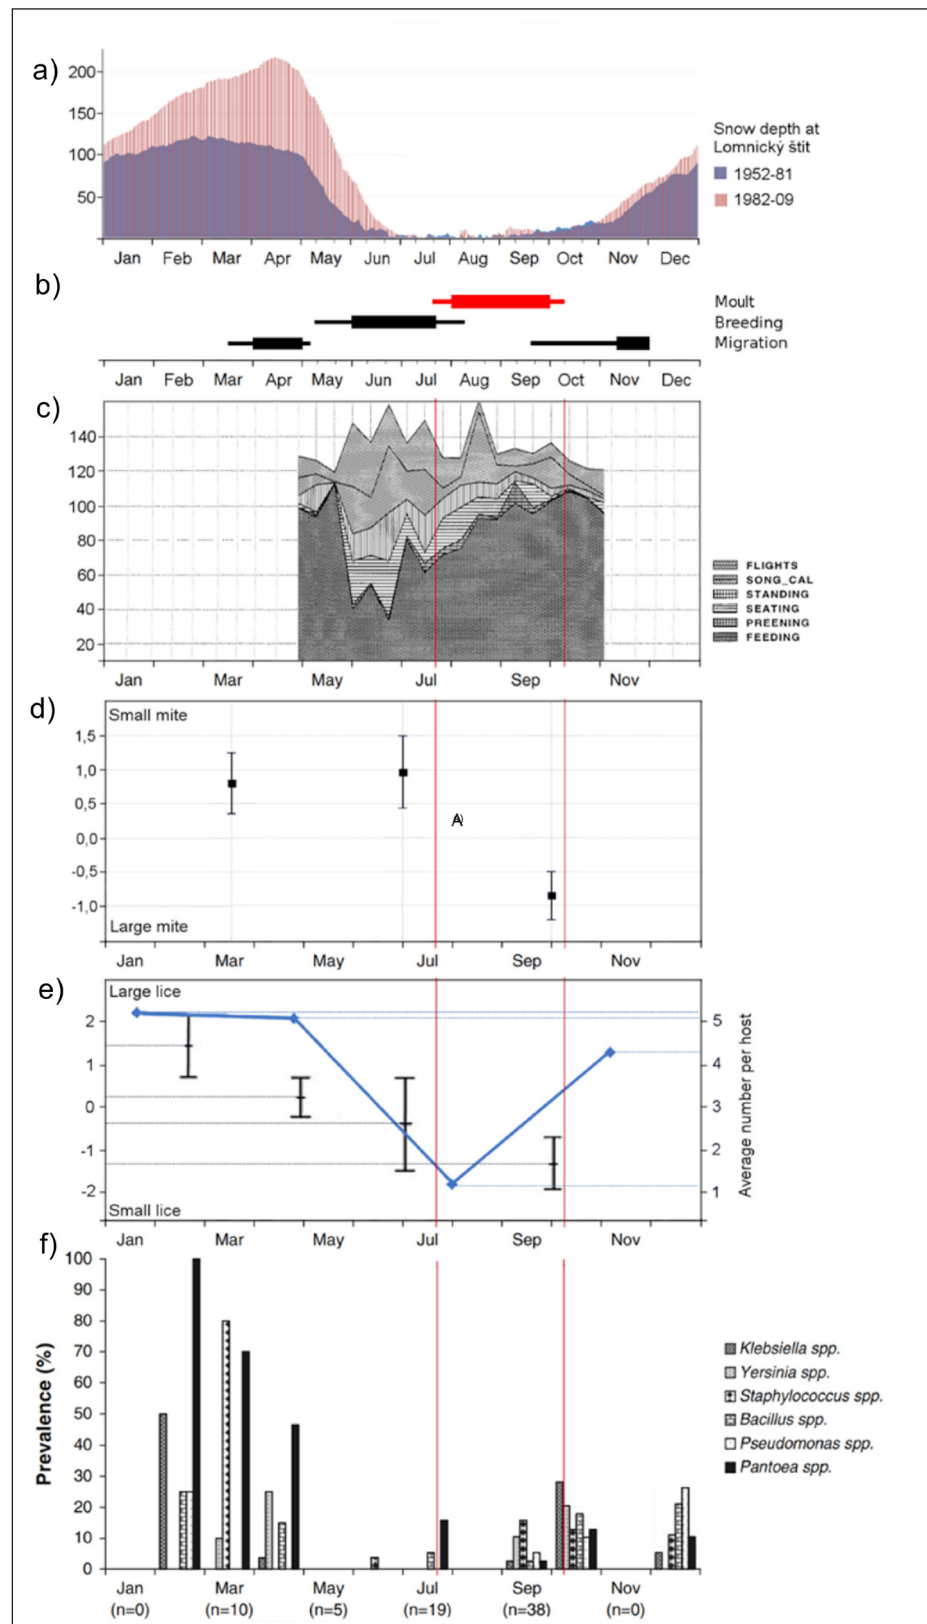 a)
200
150
100
50
Snow depth at
Lomnický štít
1952-81
1982-09
Jan Feb Mar Apr May Jun Jul Aug Sep Oct Nov Dec
b)
Moult
Breeding
Migration
Jan Feb Mar Apr May Jun Jul Aug Sep Oct Nov Dec
c)
140
120
100
80
60
40
20
FLIGHTS
SONG_CAL
STANDING
SEATING
PREENING
FEEDING
Jan Mar May Jul Sep Nov
d)
Small mite
1,5
1,0
0,5
0,0
-0,5
-1,0
Large mite
Jan Mar May Jul Sep Nov
e)
Large lice
2
1
0
-1
-2
Small lice
5
4
3
2
1
Average number per host
Jan Mar May Jul Sep Nov
f)
100
90
80
70
60
50
40
30
20
10
0
Prevalence (%)
Klebsiella spp.
Yersinia spp.
Staphylococcus spp.
Bacillus spp.
Pseudomonas spp.
Pantoea spp.
Jan Mar May Jul Sep Nov
(n=0) (n=10) (n=5) (n=19) (n=38) (n=0)